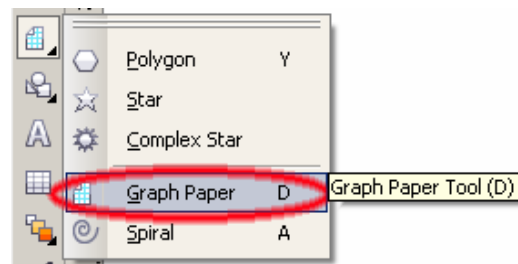 Polygon Y
Star
Complex Star
Graph Paper D
Graph Paper Tool (D)
Spiral A